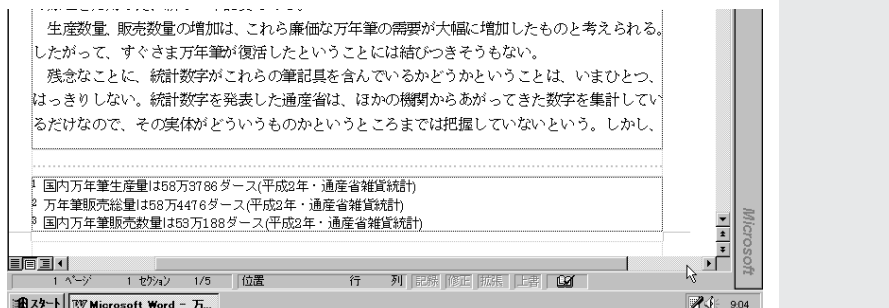 生産数量、販売数量の増加は、これら廉価な万年筆の需要が大幅に増加したものと考えられる。
したがって、すぐさま万年筆が復活したということには結びつきそうもない。
残念なことに、統計数字がこれらの筆記具を含んでいるかどうかということは、いまひとつ、
はっきりしない。統計数字を発表した通産省は、ほかの機関からあがってきた数字を集計してい
るだけなので、その実体がどういうものかというところまでは把握していないという。しかし、
1 国内万年筆生産量は58万3786ダース(平成2年・通産省雑貨統計)
2 万年筆販売総量は58万4476ダース(平成2年・通産省雑貨統計)
3 国内万年筆販売数量は53万188ダース(平成2年・通産省雑貨統計)
Microsoft
1 ページ 1 セクション 1/5 位置 行 列 記録 修正 拡張 上書
スタート Microsoft Word - 万... 9:04